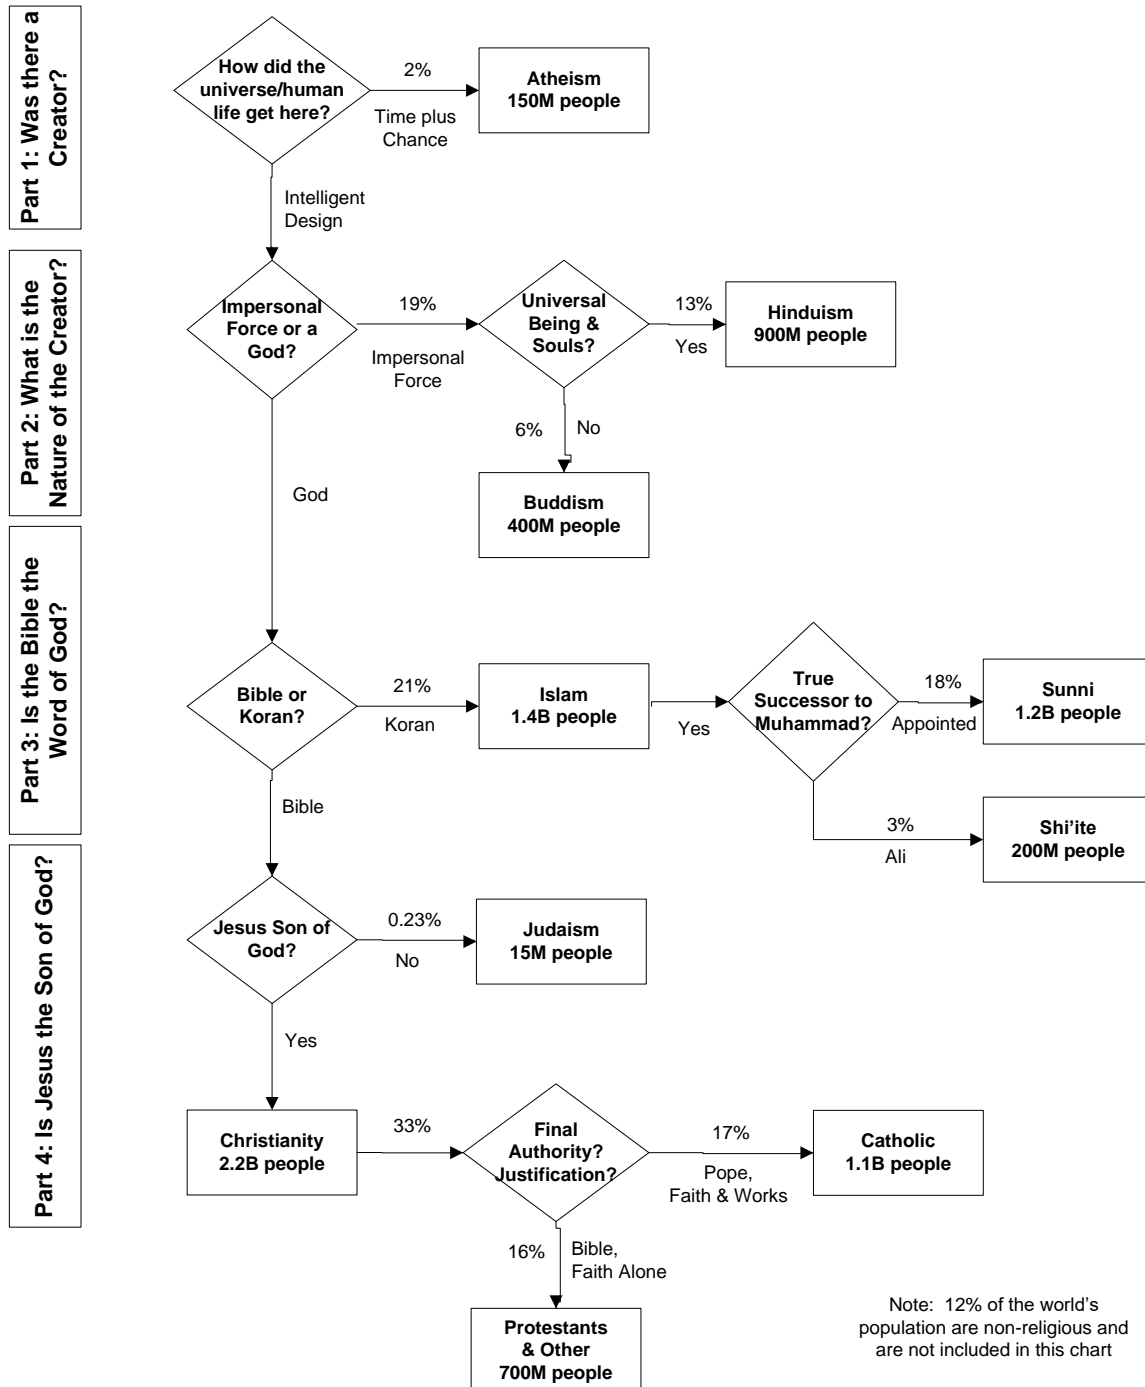 Part 1: Was there a
Creator?
How did the
universe/human
life get here?
2%
Time plus
Chance
Atheism
150M people
Intelligent
Design
Part 2: What is the
Nature of the Creator?
Impersonal
Force or a
God?
19%
Impersonal
Force
Universal
Being &
Souls?
13%
Yes
Hinduism
900M people
6%
No
Buddism
400M people
God
Part 3: Is the Bible the
Word of God?
Bible or
Koran?
21%
Koran
Islam
1.4B people
Yes
True
Successor to
Muhammad?
18%
Appointed
Sunni
1.2B people
3%
Ali
Shi'ite
200M people
Bible
Part 4: Is Jesus the Son of God?
Jesus Son of
God?
0.23%
No
Judaism
15M people
Yes
Christianity
2.2B people
33%
Final
Authority?
Justification?
17%
Pope,
Faith & Works
Catholic
1.1B people
16%
Bible,
Faith Alone
Protestants
& Other
700M people
Note: 12% of the world's
population are non-religious and
are not included in this chart